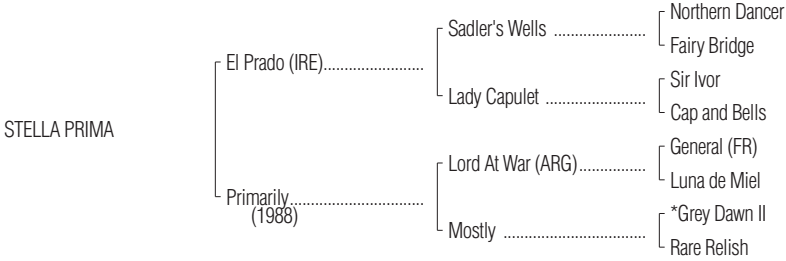 Northern Dancer
Sadler's Wells ......................
Fairy Bridge
El Prado (IRE)........................
Sir Ivor
Lady Capulet ........................
Cap and Bells
STELLA PRIMA
General (FR)
Lord At War (ARG)................
Luna de Miel
Primarily................................
(1988)
*Grey Dawn II
Mostly ..................................
Rare Relish